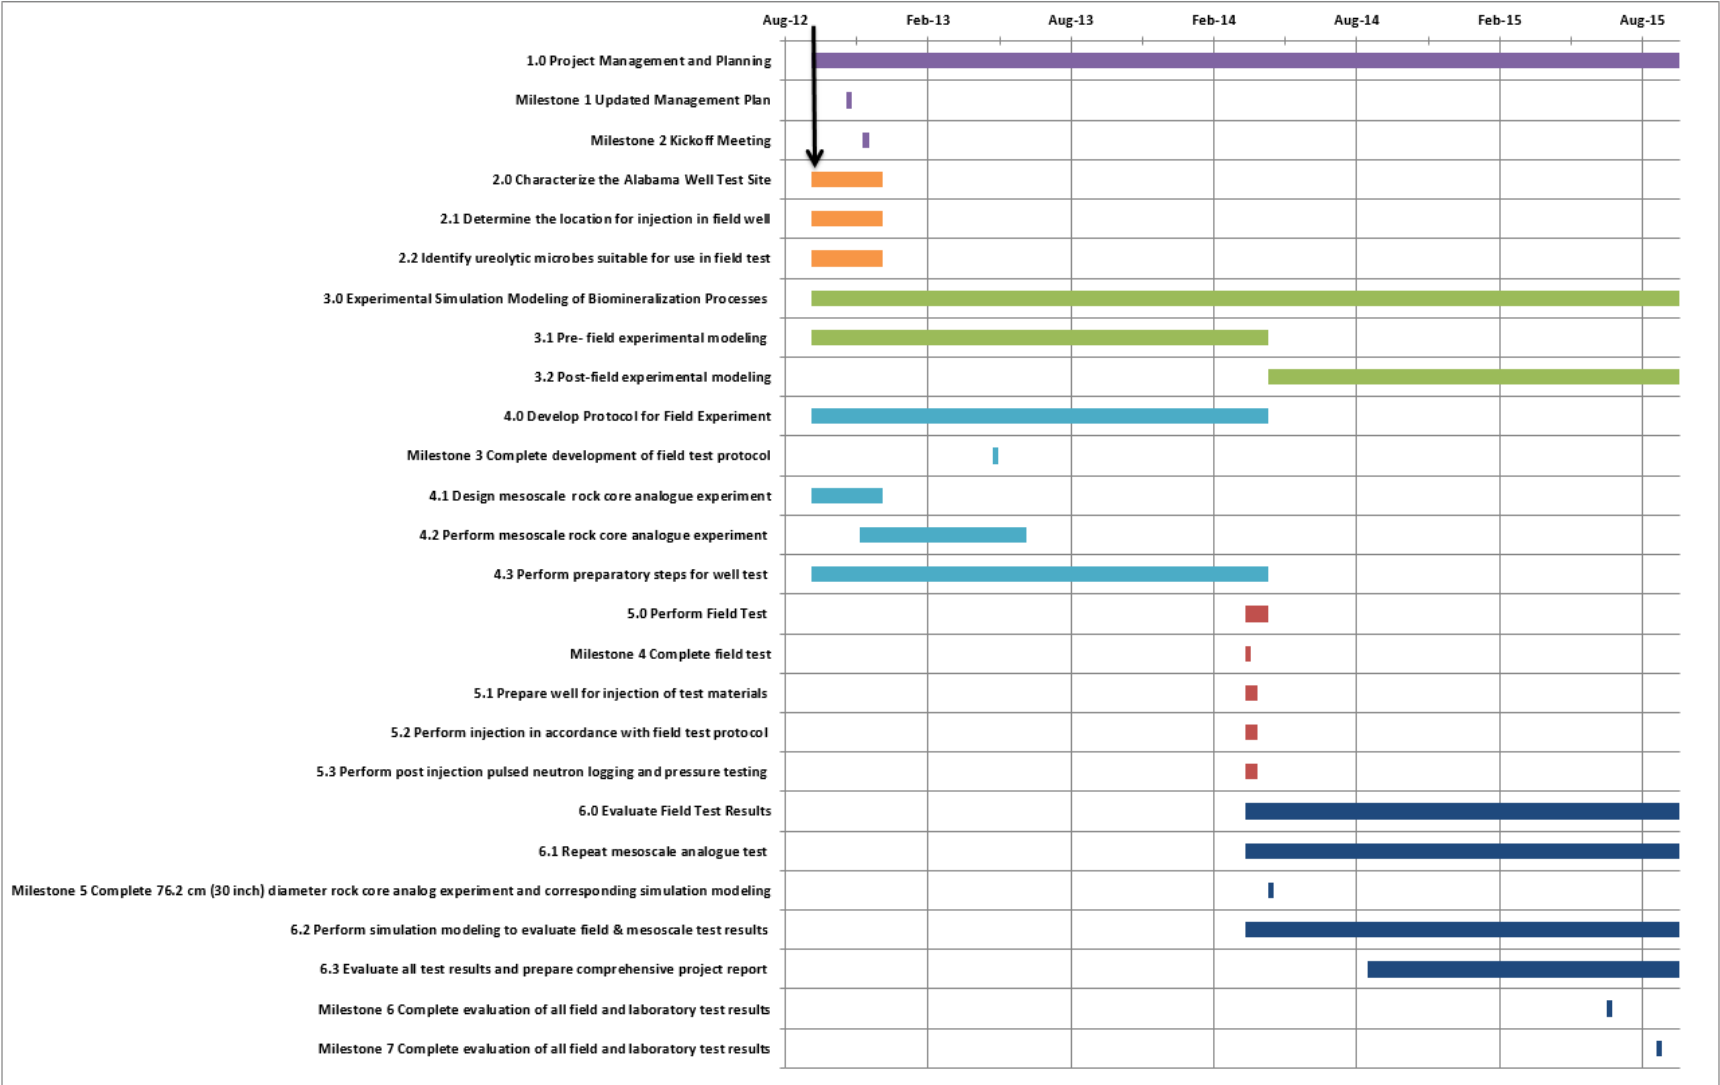 Aug-12 Feb-13 Aug-13 Feb-14 Aug-14 Feb-15 Aug-15
1.0 Project Management and Planning
Milestone 1 Updated Management Plan
Milestone 2 Kickoff Meeting
2.0 Characterize the Alabama Well Test Site
2.1 Determine the location for injection in field well
2.2 Identify ureolytic microbes suitable for use in field test
3.0 Experimental Simulation Modeling of Biomineralization Processes
3.1 Pre- field experimental modeling
3.2 Post-field experimental modeling
4.0 Develop Protocol for Field Experiment
Milestone 3 Complete development of field test protocol
4.1 Design mesoscale rock core analogue experiment
4.2 Perform mesoscale rock core analogue experiment
4.3 Perform preparatory steps for well test
5.0 Perform Field Test
Milestone 4 Complete field test
5.1 Prepare well for injection of test materials
5.2 Perform injection in accordance with field test protocol
5.3 Perform post injection pulsed neutron logging and pressure testing
6.0 Evaluate Field Test Results
6.1 Repeat mesoscale analogue test
Milestone 5 Complete 76.2 cm (30 inch) diameter rock core analog experiment and corresponding simulation modeling
6.2 Perform simulation modeling to evaluate field & mesoscale test results
6.3 Evaluate all test results and prepare comprehensive project report
Milestone 6 Complete evaluation of all field and laboratory test results
Milestone 7 Complete evaluation of all field and laboratory test results